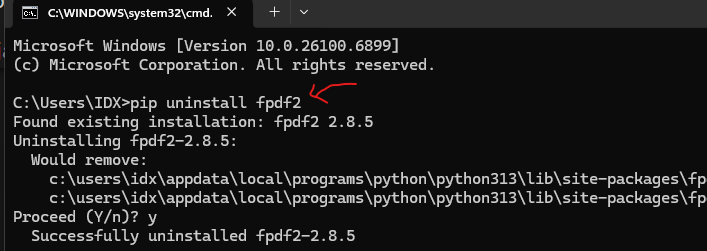 C:\WINDOWS\system32\cmd.
Microsoft Windows [Version 10.0.26100.6899]
(c) Microsoft Corporation. All rights reserved.
C:\Users\IDX>pip uninstall fpdf2
Found existing installation: fpdf2 2.8.5
Uninstalling fpdf2-2.8.5:
Would remove:
c:\users\idx\appdata\local\programs\python\python313\lib\site-packages\fp
c:\users\idx\appdata\local\programs\python\python313\lib\site-packages\fp
Proceed (Y/n)? y
Successfully uninstalled fpdf2-2.8.5